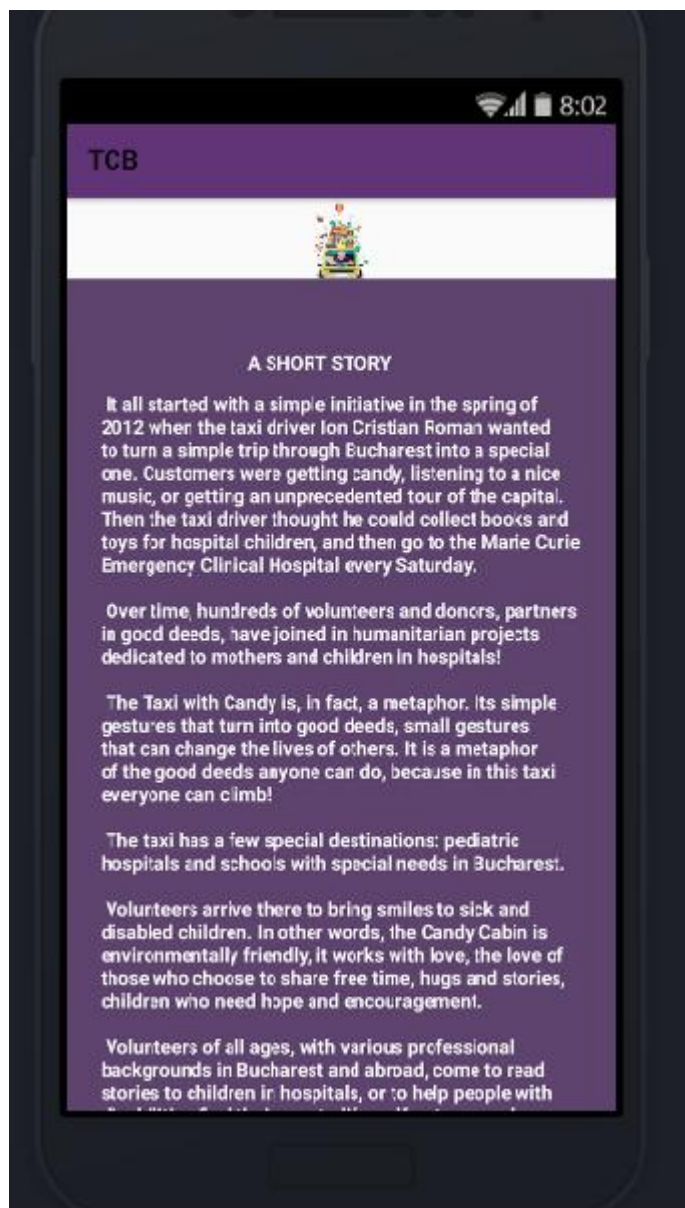 8:02
TCB
A SHORT STORY
It all started with a simple initiative in the spring of
2012 when the taxi driver Ion Cristian Roman wanted
to turn a simple trip through Bucharest into a special
one. Customers were getting candy, listening to a nice
music, or getting an unprecedented tour of the capital.
Then the taxi driver thought he could collect books and
toys for hospital children, and then go to the Marie Curie
Emergency Clinical Hospital every Saturday.
Over time, hundreds of volunteers and donors, partners
in good deeds, have joined in humanitarian projects
dedicated to mothers and children in hospitals!
The Taxi with Candy is, in fact, a metaphor. Its simple
gestures that turn into good deeds, small gestures
that can change the lives of others. It is a metaphor
of the good deeds anyone can do, because in this taxi
everyone can climb!
The taxi has a few special destinations: pediatric
hospitals and schools with special needs in Bucharest.
Volunteers arrive there to bring smiles to sick and
disabled children. In other words, the Candy Cabin is
environmentally friendly, it works with love, the love of
those who choose to share free time, hugs and stories,
children who need hope and encouragement.
Volunteers of all ages, with various professional
backgrounds in Bucharest and abroad, come to read
stories to children in hospitals, or to help people with